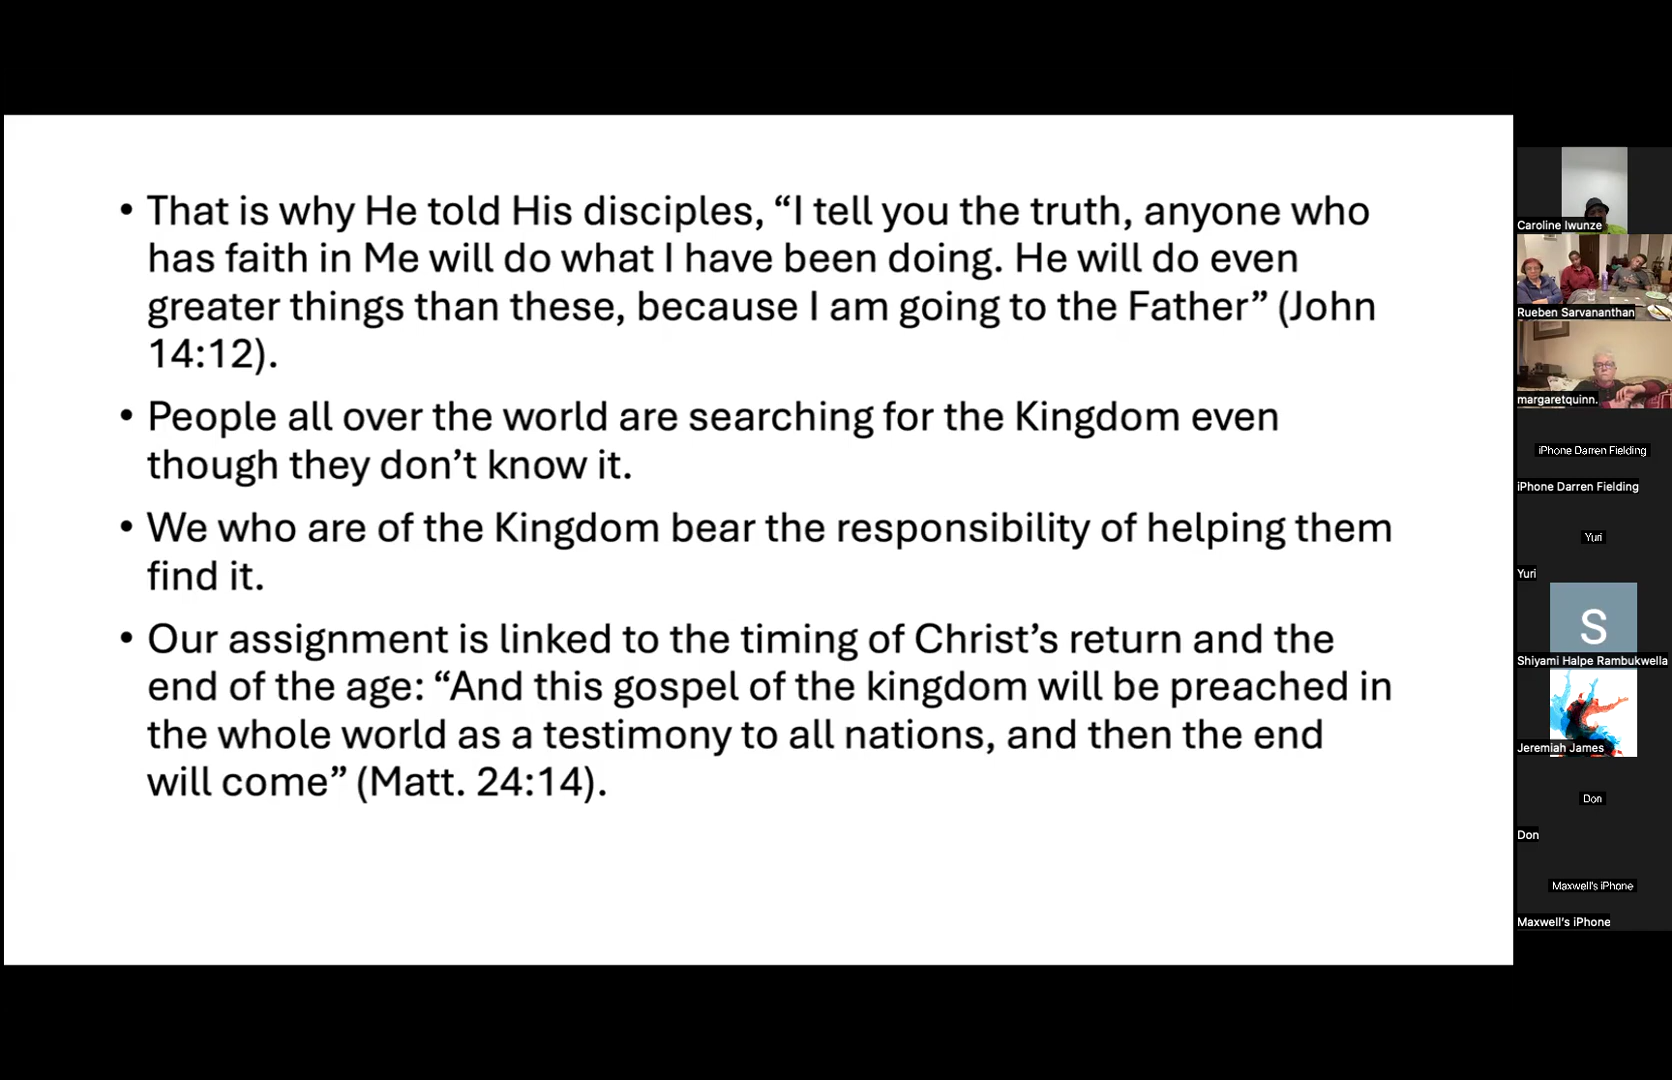 • That is why He told His disciples, “I tell you the truth, anyone who
has faith in Me will do what I have been doing. He will do even
greater things than these, because I am going to the Father” (John
14:12).
• People all over the world are searching for the Kingdom even
though they don’t know it.
• We who are of the Kingdom bear the responsibility of helping them
find it.
• Our assignment is linked to the timing of Christ’s return and the
end of the age: “And this gospel of the kingdom will be preached in
the whole world as a testimony to all nations, and then the end
will come” (Matt. 24:14).
Caroline Iwunze
Rueben Sarvananthan
margaretquinn.
iPhone Darren Fielding
iPhone Darren Fielding
Yuri
Yuri
S
Shiyami Halpe Rambukwella
Jeremiah James
Don
Don
Maxwell's iPhone
Maxwell's iPhone